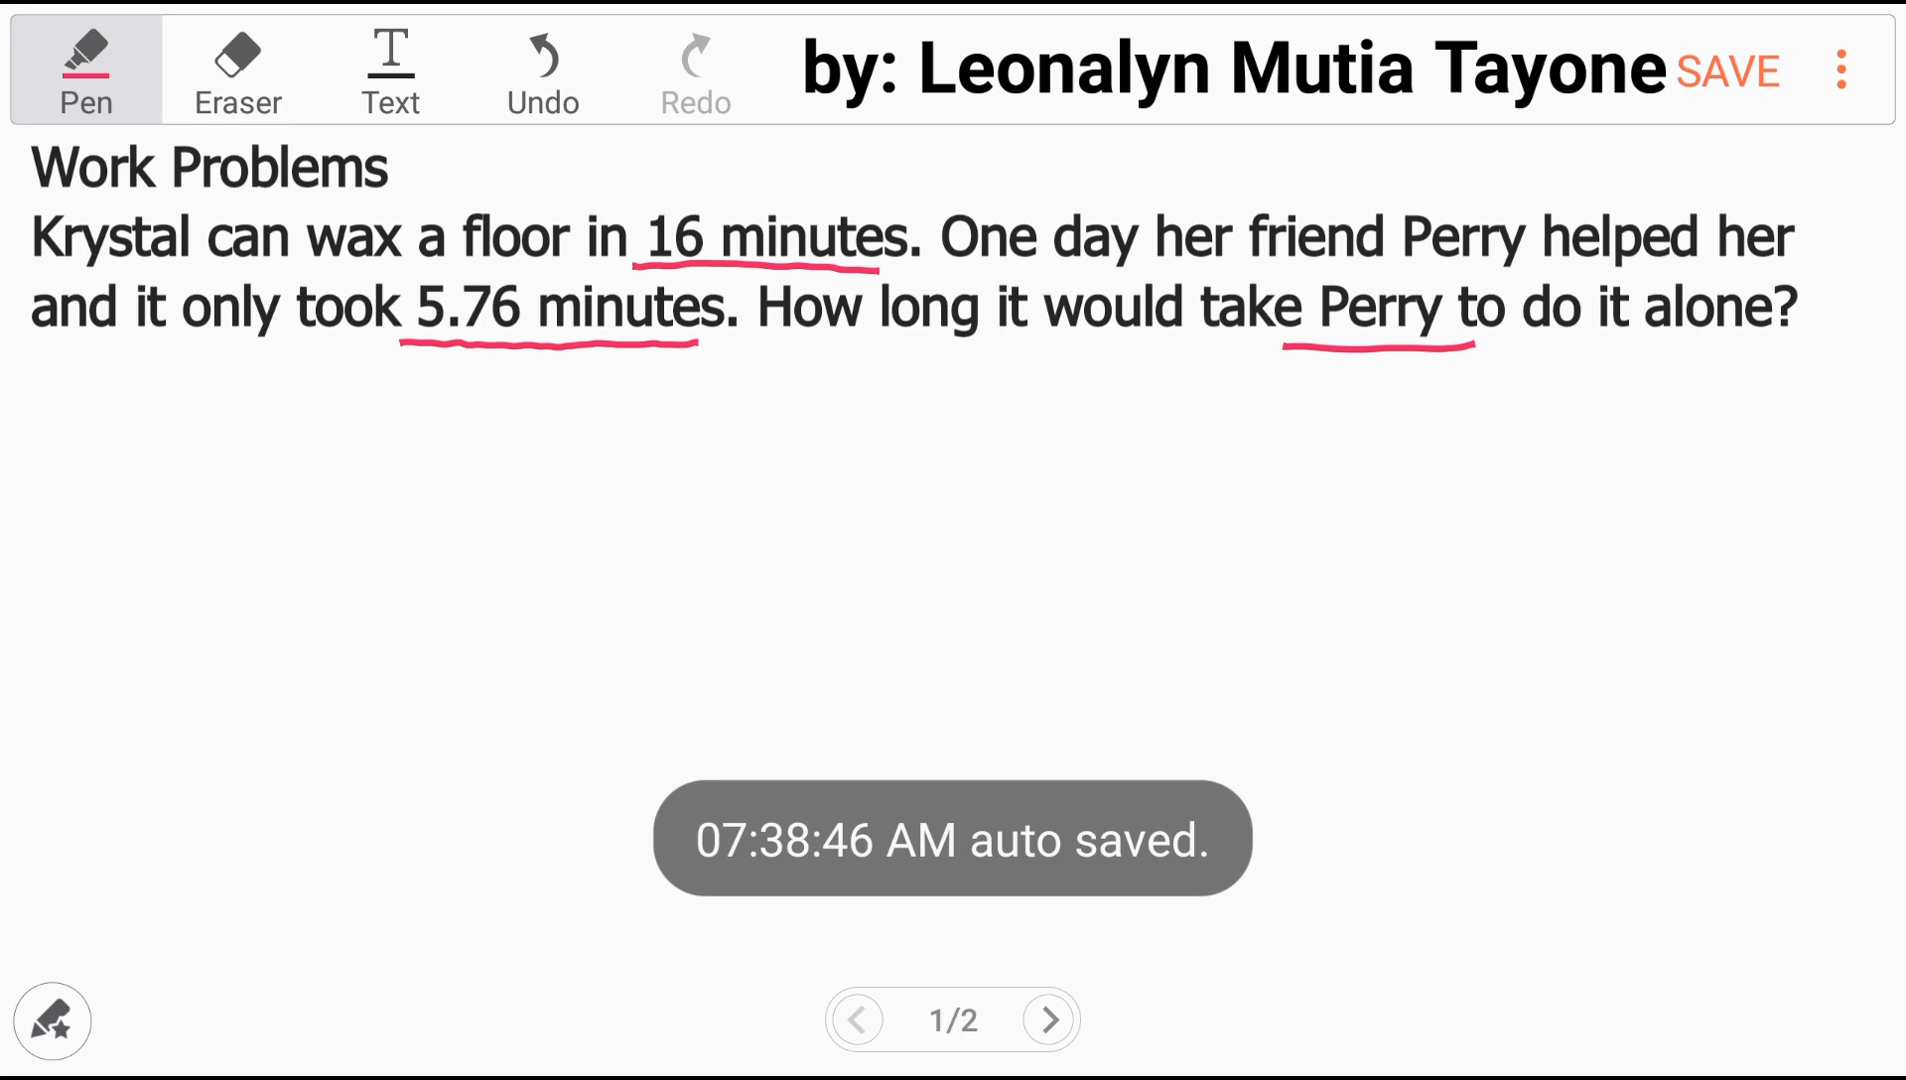 Pen
Eraser
Text
Undo
Redo
by: Leonalyn Mutia Tayone
SAVE
Work Problems
Krystal can wax a floor in 16 minutes. One day her friend Perry helped her
and it only took 5.76 minutes. How long it would take Perry to do it alone?
07:38:46 AM auto saved.
1/2